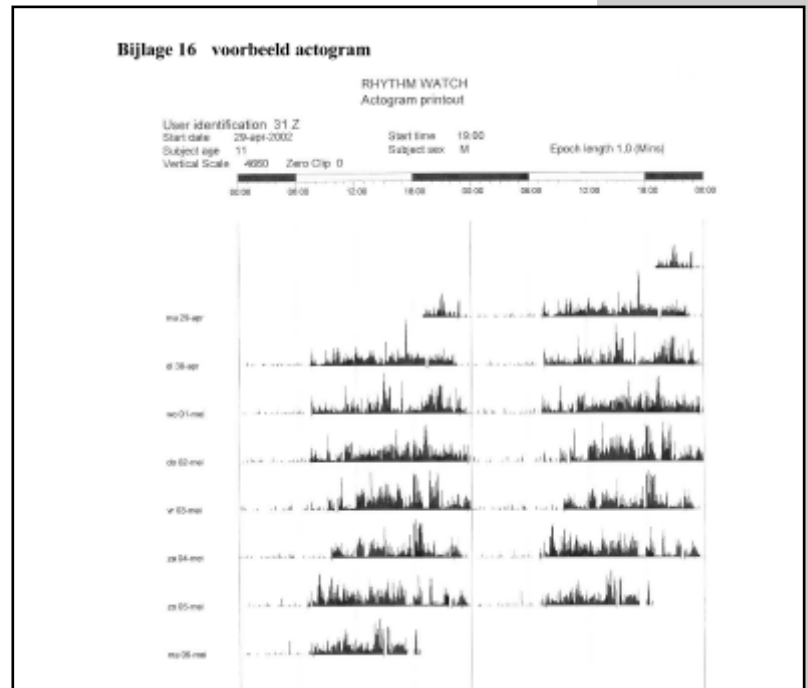 Bijlage 16 voorbeeld actogram
RHYTHM WATCH
Actogram printout
User identification 31 Z
Start date 29-apr-2002 Start time 19:00
Subject age 11 Subject sex M Epoch length 1,0 (Mins)
Vertical Scale 4660 Zero Clip 0
00:00 06:00 12:00 18:00 00:00 06:00 12:00 18:00 00:00
ma 29-apr
di 30-apr
wo 01-mei
do 02-mei
vr 03-mei
za 04-mei
zo 05-mei
ma 06-mei